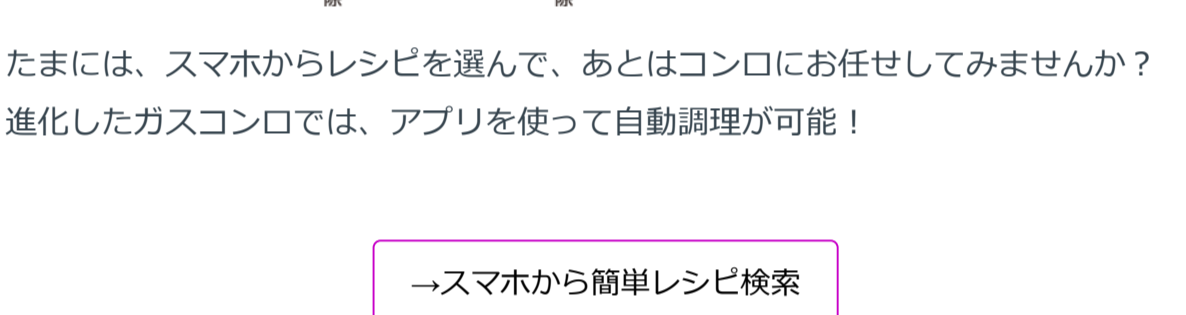 たまには、スマホからレシピを選んで、あとはコンロにお任せしてみませんか？
進化したガスコンロでは、アプリを使って自動調理が可能！
→スマホから簡単レシピ検索